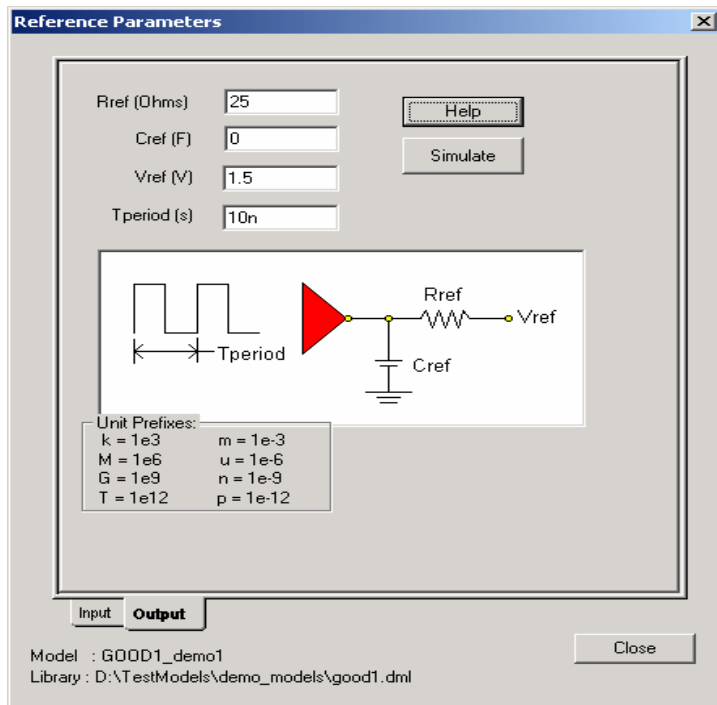 Reference Parameters
Rref (Ohms) 25
Help
Cref (F) 0
Simulate
Vref (V) 1.5
Tperiod (s) 10n
Rref
Vref
Tperiod
Cref
Unit Prefixes:
k = 1e3 m = 1e-3
M = 1e6 u = 1e-6
G = 1e9 n = 1e-9
T = 1e12 p = 1e-12
Input Output
Close
Model : GOOD1_demo1
Library : D:\TestModels\demo_models\good1.dml